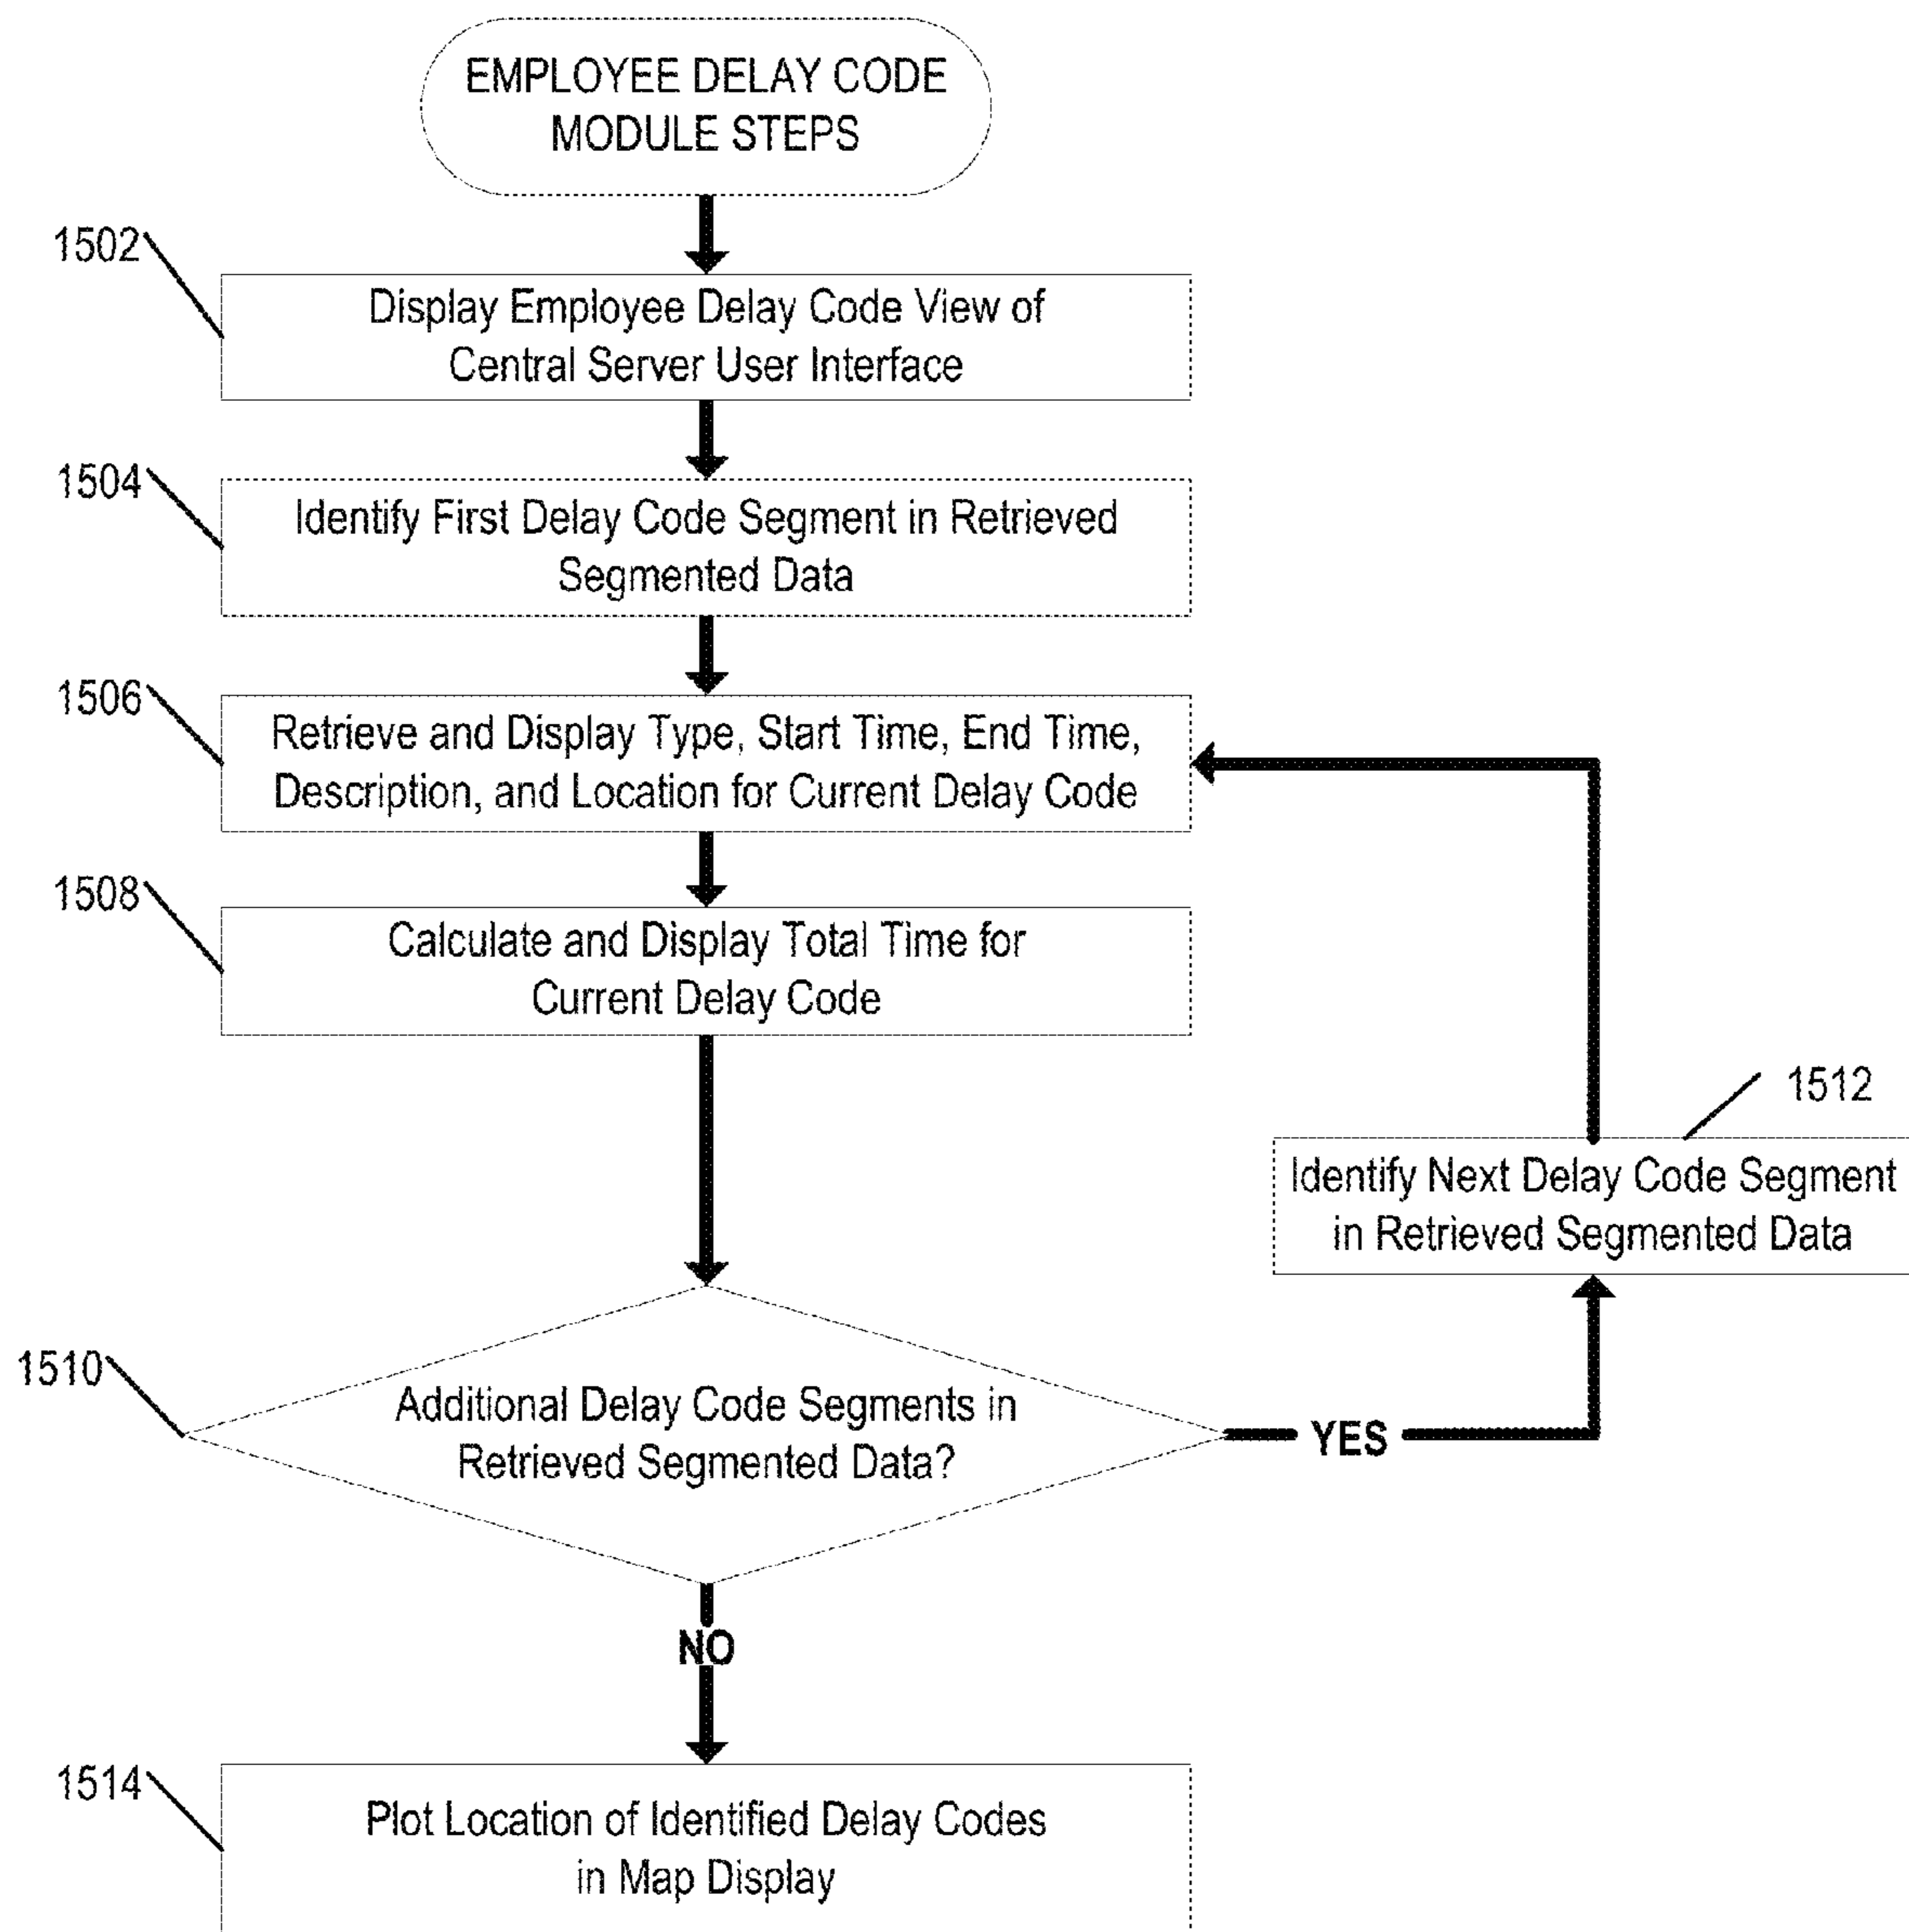 EMPLOYEE DELAY CODE
MODULE STEPS
1502
Display Employee Delay Code View of
Central Server User Interface
1504
Identify First Delay Code Segment in Retrieved
Segmented Data
1506
Retrieve and Display Type, Start Time, End Time,
Description, and Location for Current Delay Code
1508
Calculate and Display Total Time for
Current Delay Code
1512
Identify Next Delay Code Segment
in Retrieved Segmented Data
1510
Additional Delay Code Segments in
Retrieved Segmented Data?
YES
NO
1514
Plot Location of Identified Delay Codes
in Map Display